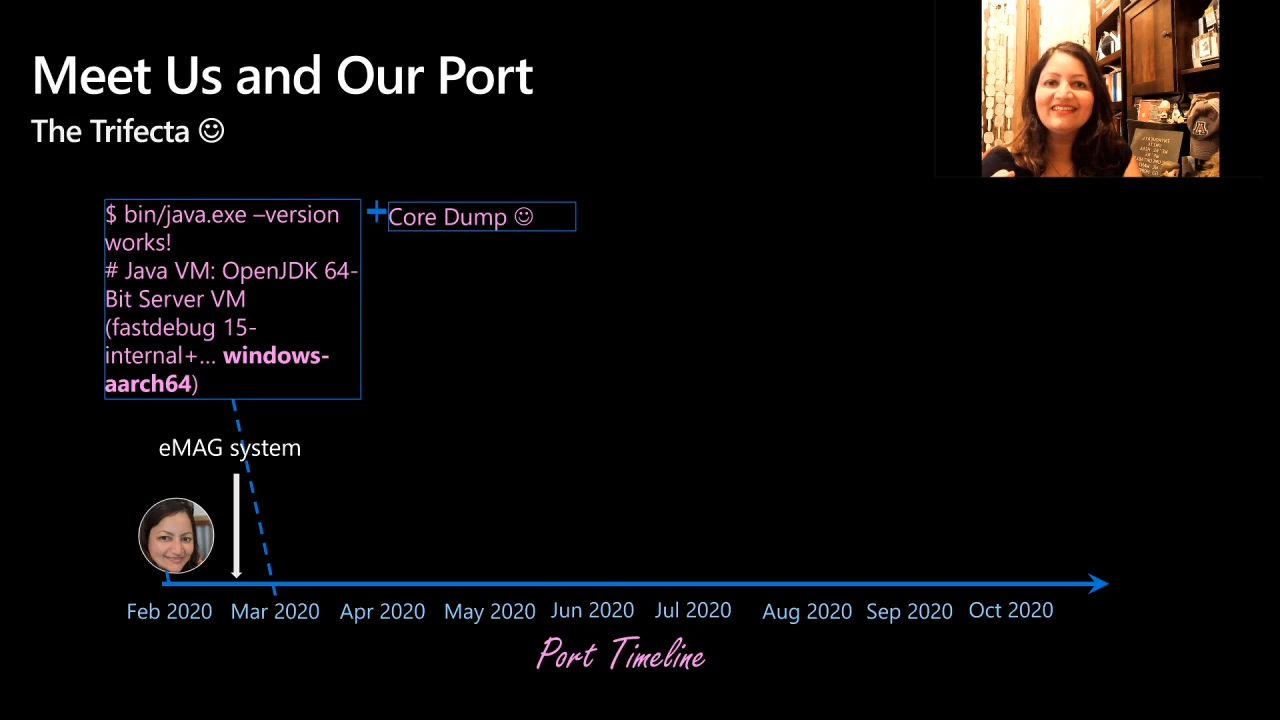 Meet Us and Our Port
The Trifecta ☺
$ bin/java.exe –version
works!
# Java VM: OpenJDK 64-
Bit Server VM
(fastdebug 15-
internal+... windows-
aarch64)
+
Core Dump ☺
eMAG system
Feb 2020
Mar 2020
Apr 2020
May 2020
Jun 2020
Jul 2020
Aug 2020
Sep 2020
Oct 2020
Port Timeline